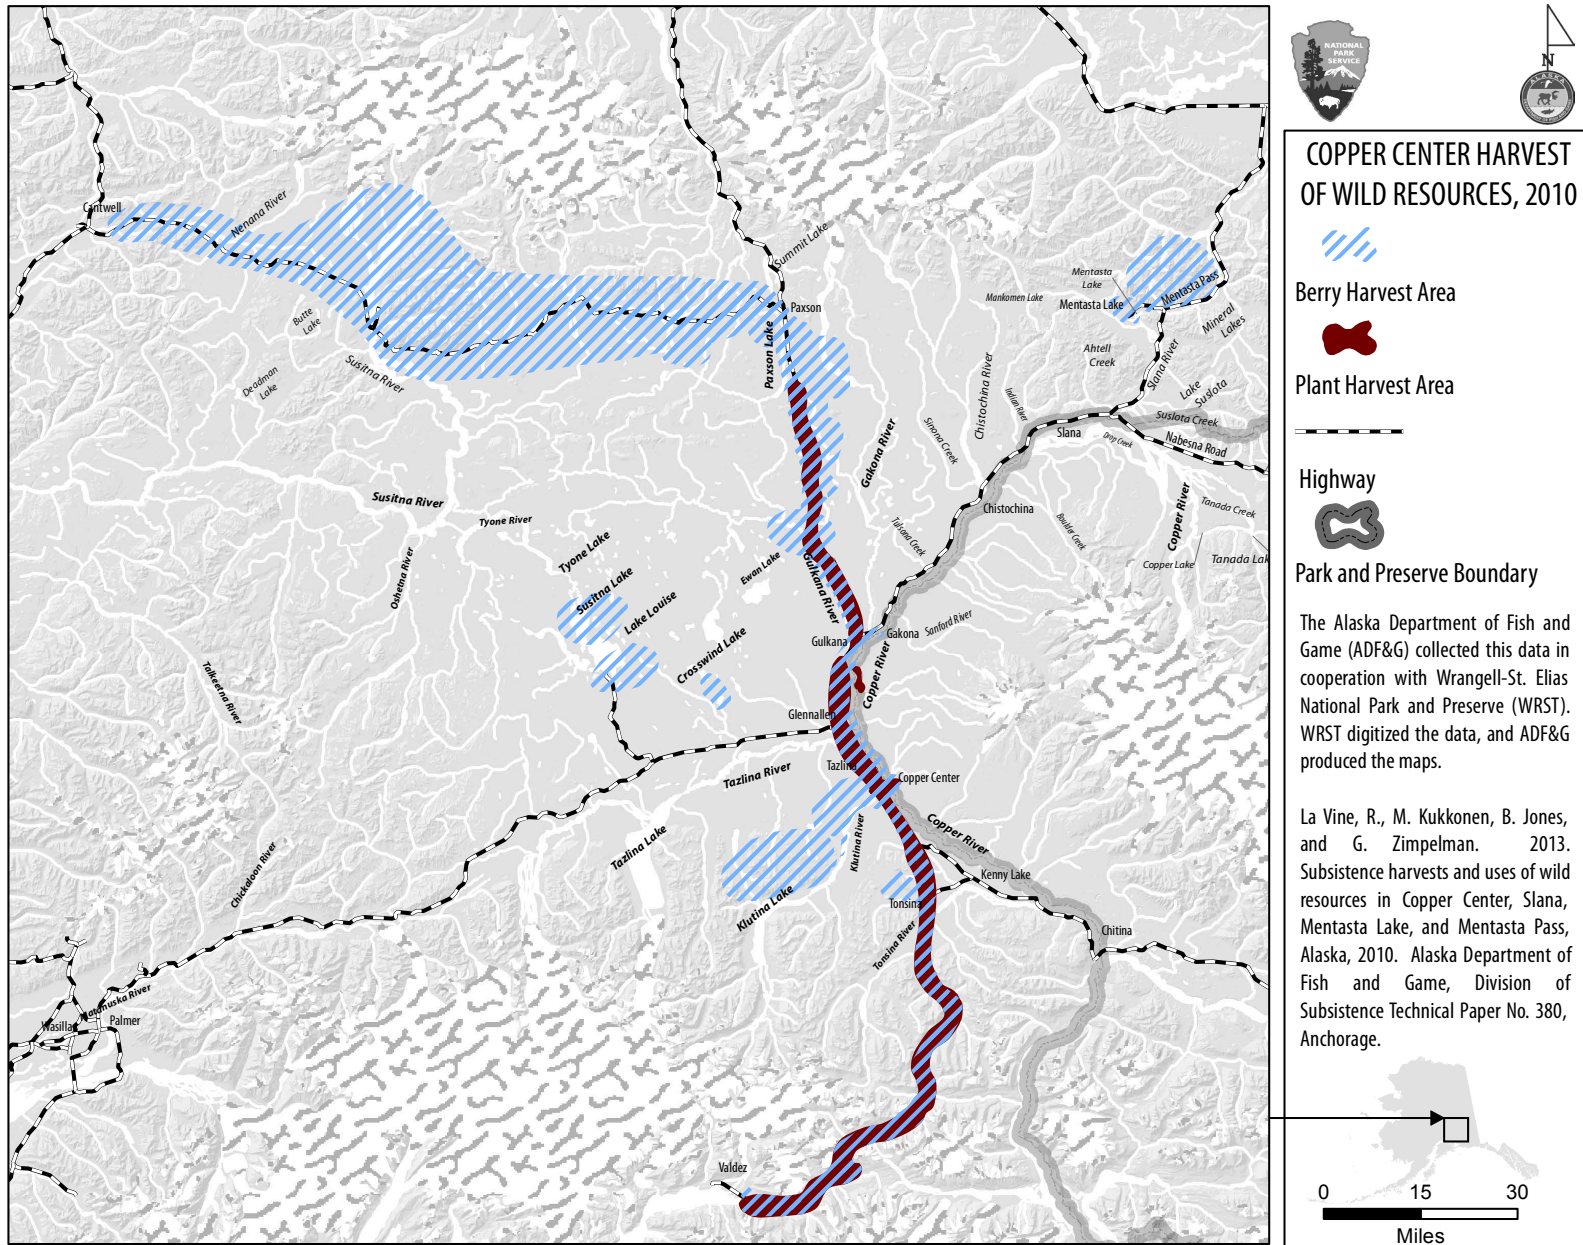 NATIONAL
PARK
SERVICE
N
ALASKA
COPPER CENTER HARVEST
OF WILD RESOURCES, 2010
Berry Harvest Area
Plant Harvest Area
Highway
Park and Preserve Boundary
The Alaska Department of Fish and
Game (ADF&G) collected this data in
cooperation with Wrangell-St. Elias
National Park and Preserve (WRST).
WRST digitized the data, and ADF&G
produced the maps.
La Vine, R., M. Kukkonen, B. Jones,
and G. Zimpelman. 2013.
Subsistence harvests and uses of wild
resources in Copper Center, Slana,
Mentasta Lake, and Mentasta Pass,
Alaska, 2010. Alaska Department of
Fish and Game, Division of
Subsistence Technical Paper No. 380,
Anchorage.
0 15 30
Miles
Cantwell
Nenana River
Summit Lake
Paxson
Paxson Lake
Butte
Lake
Deadman
Lake
Susitna River
Mentasta
Lake
Mentasta Lake
Mentasta Pass
Mankomen Lake
Mineral
Lakes
Ahtell
Creek
Slana River
Lake
Suslota
Suslota Creek
Slana
Nabesna Road
Drop Creek
Indian River
Chistochina River
Sinona Creek
Gakona River
Chistochina
Tulsona Creek
Boulder Creek
Copper River
Tanada Creek
Copper Lake
Tanada Lak
Susitna River
Tyone River
Oshetna River
Tyone Lake
Susitna Lake
Lake Louise
Ewan Lake
Crosswind Lake
Gulkana River
Gulkana
Gakona
Sanford River
Copper River
Talkeetna River
Glennallen
Tazlina
Tazlina River
Copper Center
Tazlina Lake
Klutina River
Klutina Lake
Copper River
Kenny Lake
Tonsina
Tonsina River
Chitina
Chickaloon River
Matanuska River
Wasilla
Palmer
Valdez